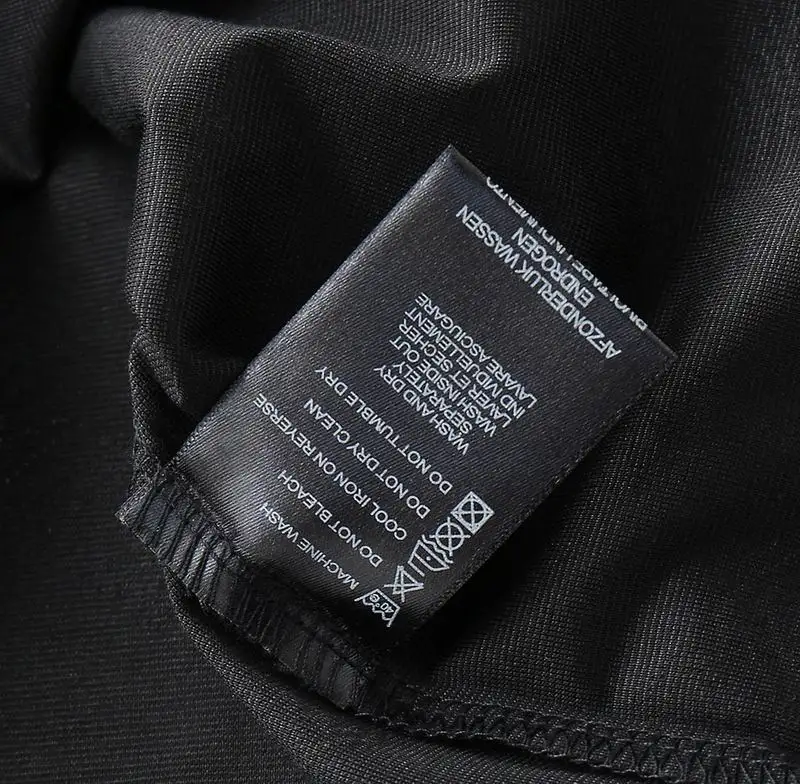 40°C MACHINE WASH
DO NOT BLEACH
COOL IRON ON REVERSE
DO NOT DRY CLEAN
DO NOT TUMBLE DRY
WASH AND DRY
SEPARATELY
WASH INSIDE OUT
LAVER ET SECHER
INDIVIDUELLEMENT
LAVARE ASCIUGARE
AFZONDERLIJK WASSEN
ENDROGEN